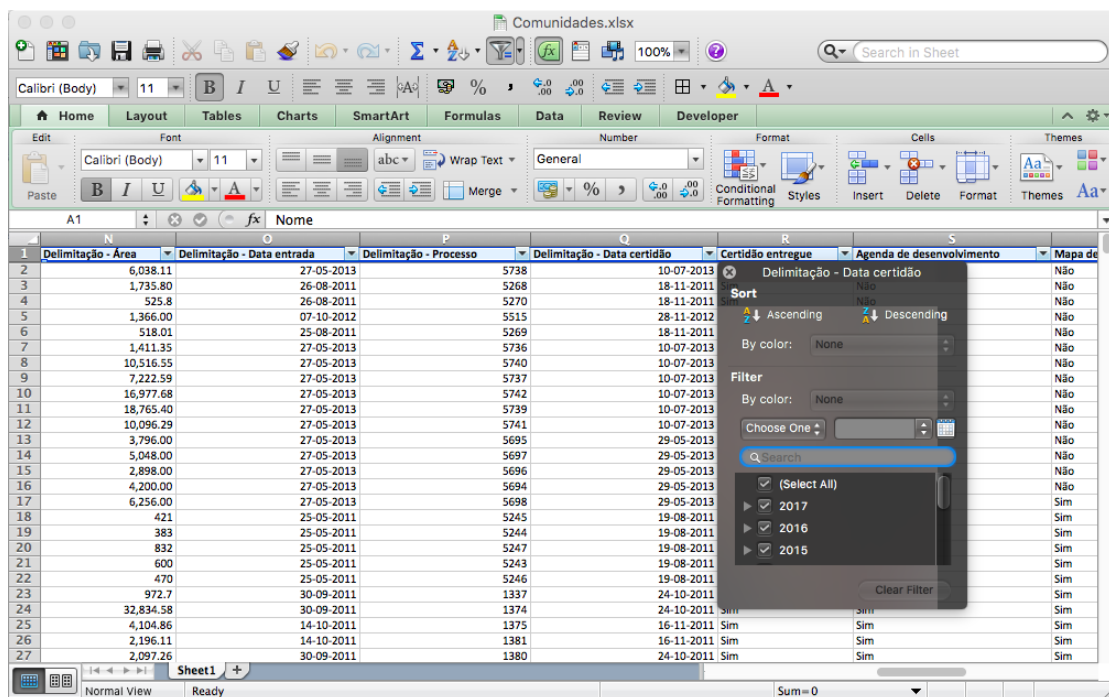 Comunidades.xlsx
100%
Search in Sheet
Calibri (Body) 11 B I U % A
Home Layout Tables Charts SmartArt Formulas Data Review Developer
Edit Font Alignment Number Format Cells Themes
Paste Calibri (Body) 11 abc Wrap Text General Conditional Formatting Styles Insert Delete Format Themes Aa
B I U A Merge %
A1 fx Nome
N O P Q R S
1 Delimitação - Área Delimitação - Data entrada Delimitação - Processo Delimitação - Data certidão Certidão entregue Agenda de desenvolvimento Mapa de
2 6,038.11 27-05-2013 5738 10-07-2013 Não
3 1,735.80 26-08-2011 5268 18-11-2011 Sim Não Não
4 525.8 26-08-2011 5270 18-11-2011 Não
5 1,366.00 07-10-2012 5515 28-11-2012 Não
6 518.01 25-08-2011 5269 18-11-2011 Não
7 1,411.35 27-05-2013 5736 10-07-2013 Não
8 10,516.55 27-05-2013 5740 10-07-2013 Não
9 7,222.59 27-05-2013 5737 10-07-2013 Não
10 16,977.68 27-05-2013 5742 10-07-2013 Não
11 18,765.40 27-05-2013 5739 10-07-2013 Não
12 10,096.29 27-05-2013 5741 10-07-2013 Não
13 3,796.00 27-05-2013 5695 29-05-2013 Não
14 5,048.00 27-05-2013 5697 29-05-2013 Não
15 2,898.00 27-05-2013 5696 29-05-2013 Não
16 4,200.00 27-05-2013 5694 29-05-2013 Não
17 6,256.00 27-05-2013 5698 29-05-2013 Sim
18 421 25-05-2011 5245 19-08-2011 Sim
19 383 25-05-2011 5244 19-08-2011 Sim
20 832 25-05-2011 5247 19-08-2011 Sim
21 600 25-05-2011 5243 19-08-2011 Sim
22 470 25-05-2011 5246 19-08-2011 Sim
23 972.7 30-09-2011 1337 24-10-2011 Sim
24 32,834.58 30-09-2011 1374 24-10-2011 Sim Sim Sim
25 4,104.86 14-10-2011 1375 16-11-2011 Sim Sim Sim
26 2,196.11 14-10-2011 1381 16-11-2011 Sim Sim Sim
27 2,097.26 30-09-2011 1380 24-10-2011 Sim Sim Sim
Delimitação - Data certidão
Sort
Ascending Descending
By color: None
Filter
By color: None
Choose One
Search
(Select All)
2017
2016
2015
Clear Filter
Sheet1
Normal View Ready Sum=0